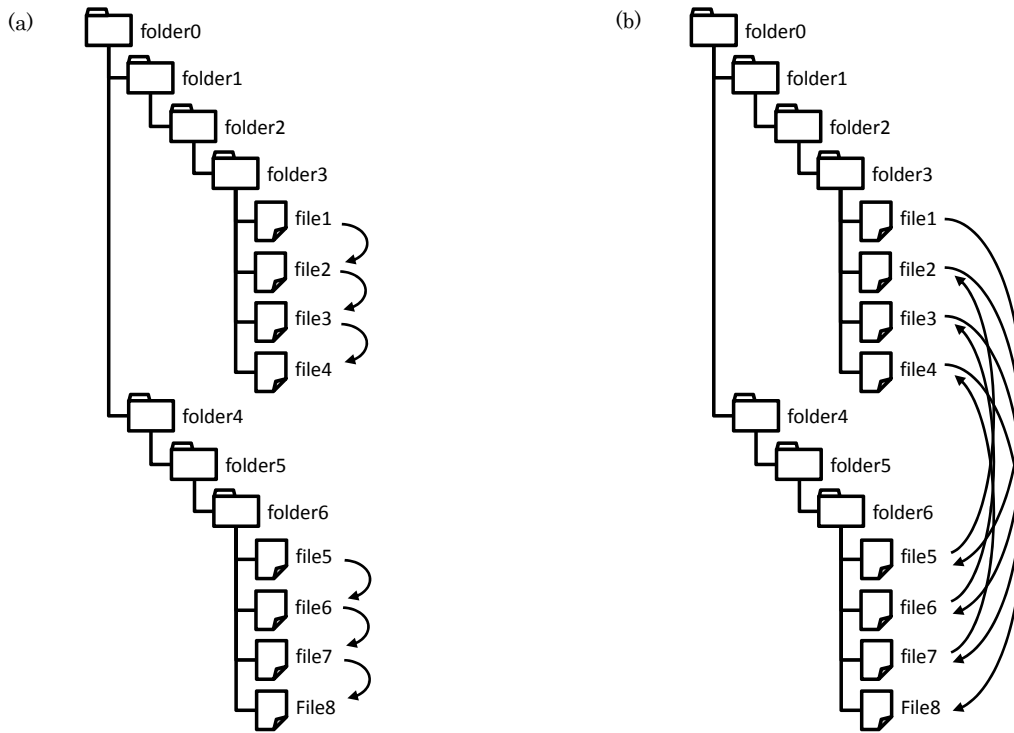 (a)
folder0
folder1
folder2
folder3
file1
file2
file3
file4
folder4
folder5
folder6
file5
file6
file7
File8
(b)
folder0
folder1
folder2
folder3
file1
file2
file3
file4
folder4
folder5
folder6
file5
file6
file7
File8